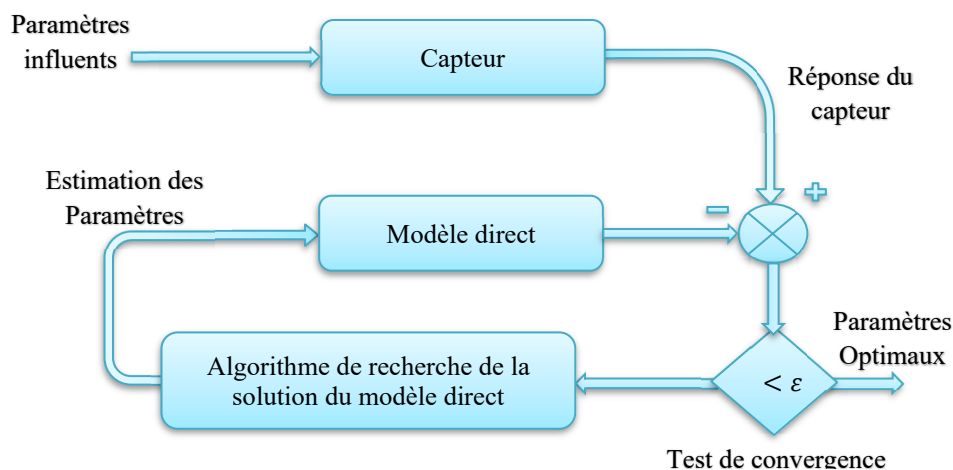 Paramètres
influents
Capteur
Réponse du
capteur
Estimation des
Paramètres
Modèle direct
−
+
Algorithme de recherche de la
solution du modèle direct
< ε
Paramètres
Optimaux
Test de convergence